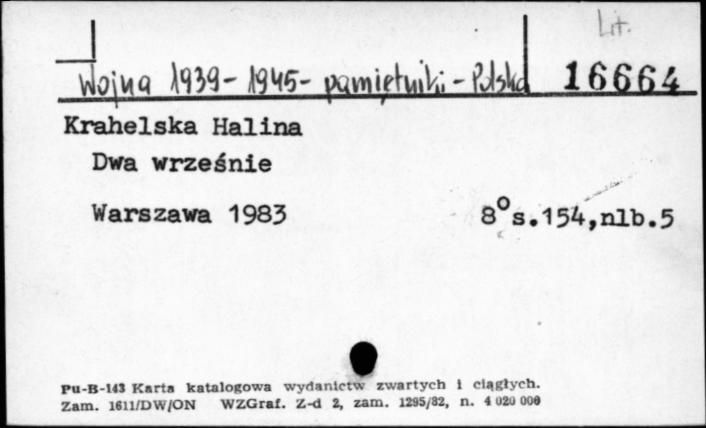 Lit.
Wojna 1939-1945- pamiętniki - Polska 16664
Krahelska Halina
Dwa wrześnie
Warszawa 1983 8° s.154,nlb.5
Pu-B-143 Karta katalogowa wydanictw zwartych i ciągłych.
Zam. 1611/DW/ON WZGraf. Z-d 2, zam. 1295/82, n. 4 020 000